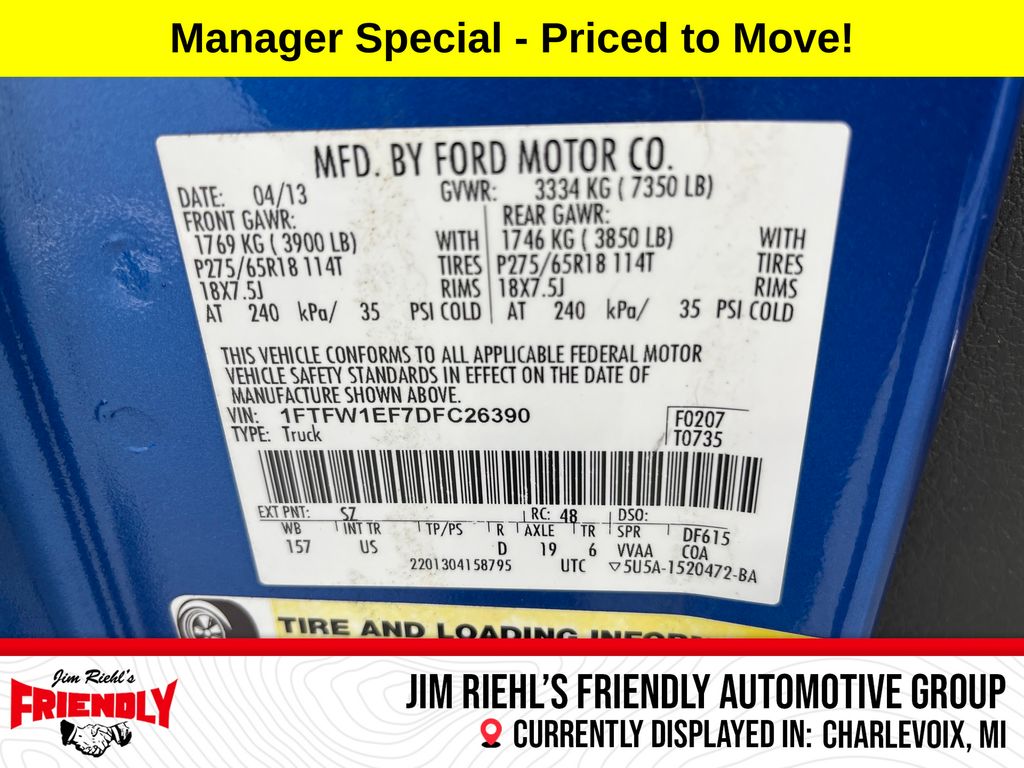 Manager Special - Priced to Move!
MFD. BY FORD MOTOR CO.
DATE: 04/13 GVWR: 3334 KG ( 7350 LB)
FRONT GAWR: REAR GAWR:
1769 KG ( 3900 LB) WITH 1746 KG ( 3850 LB) WITH
P275/65R18 114T TIRES P275/65R18 114T TIRES
18X7.5J RIMS 18X7.5J RIMS
AT 240 kPa/ 35 PSI COLD AT 240 kPa/ 35 PSI COLD
THIS VEHICLE CONFORMS TO ALL APPLICABLE FEDERAL MOTOR
VEHICLE SAFETY STANDARDS IN EFFECT ON THE DATE OF
MANUFACTURE SHOWN ABOVE.
VIN: 1FTFW1EF7DFC26390 F0207
TYPE: Truck T0735
EXT PNT: SZ RC: 48 DSO:
WB INT TR TP/PS R AXLE TR SPR DF615
157 US D 19 6 VVAA COA
2201304158795 UTC ▽5U5A-1520472-BA
TIRE AND LOADING
Jim Riehl's
FRIENDLY
JIM RIEHL'S FRIENDLY AUTOMOTIVE GROUP
CURRENTLY DISPLAYED IN: CHARLEVOIX, MI